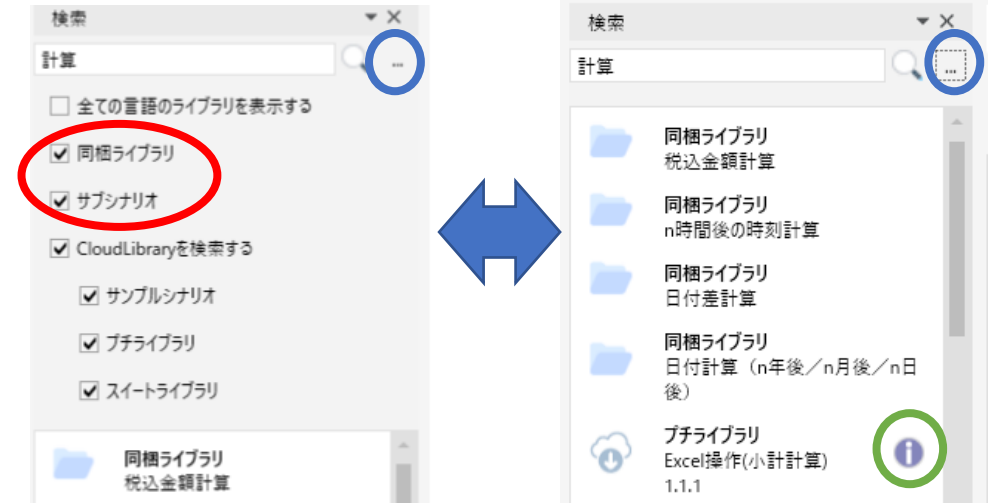 検索
計算
...
全ての言語のライブラリを表示する
同梱ライブラリ
サブシナリオ
CloudLibraryを検索する
サンプルシナリオ
プチライブラリ
スイートライブラリ
同梱ライブラリ
税込金額計算
検索
計算
...
同梱ライブラリ
税込金額計算
同梱ライブラリ
n時間後の時刻計算
同梱ライブラリ
日付差計算
同梱ライブラリ
日付計算（n年後／n月後／n日
後）
プチライブラリ
Excel操作(小計計算)
1.1.1